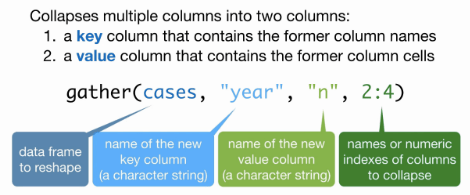 Collapses multiple columns into two columns:
1. a key column that contains the former column names
2. a value column that contains the former column cells
gather(cases, "year", "n", 2:4)
data frame
to reshape
name of the new
key column
(a character string)
name of the new
value column
(a character string)
names or numeric
indexes of columns
to collapse